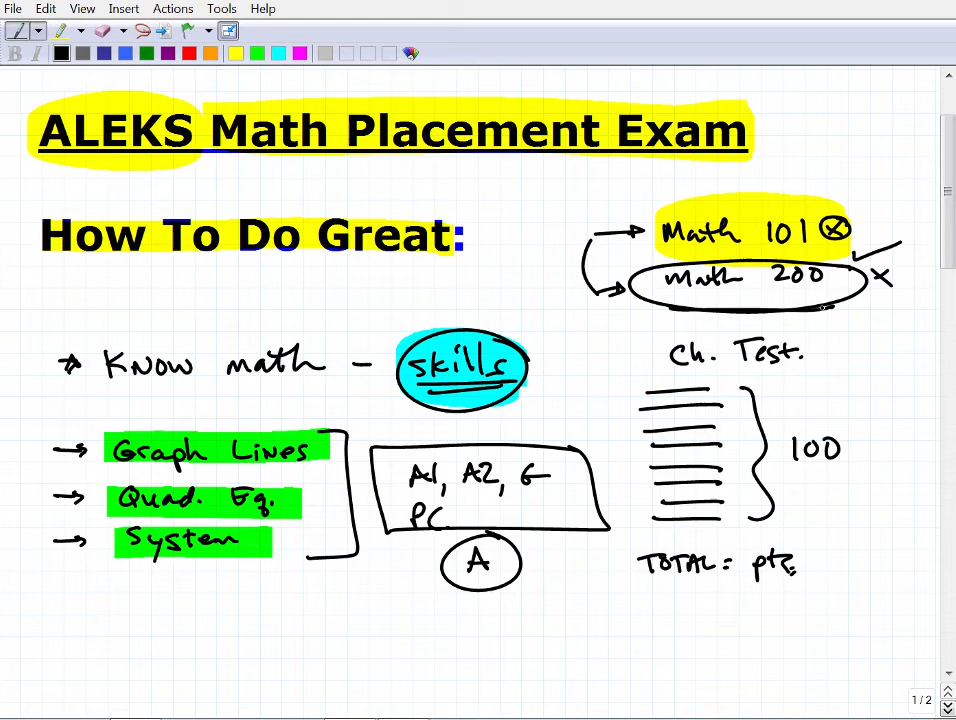 File Edit View Insert Actions Tools Help
B I
ALEKS Math Placement Exam
How To Do Great:
Math 101 x
Math 200 x
* Know math - skills
→ Graph Lines
→ Quad. Eq.
→ System
A1, A2, G
PC
A
Ch. Test.
100
TOTAL = pts.
1 / 2